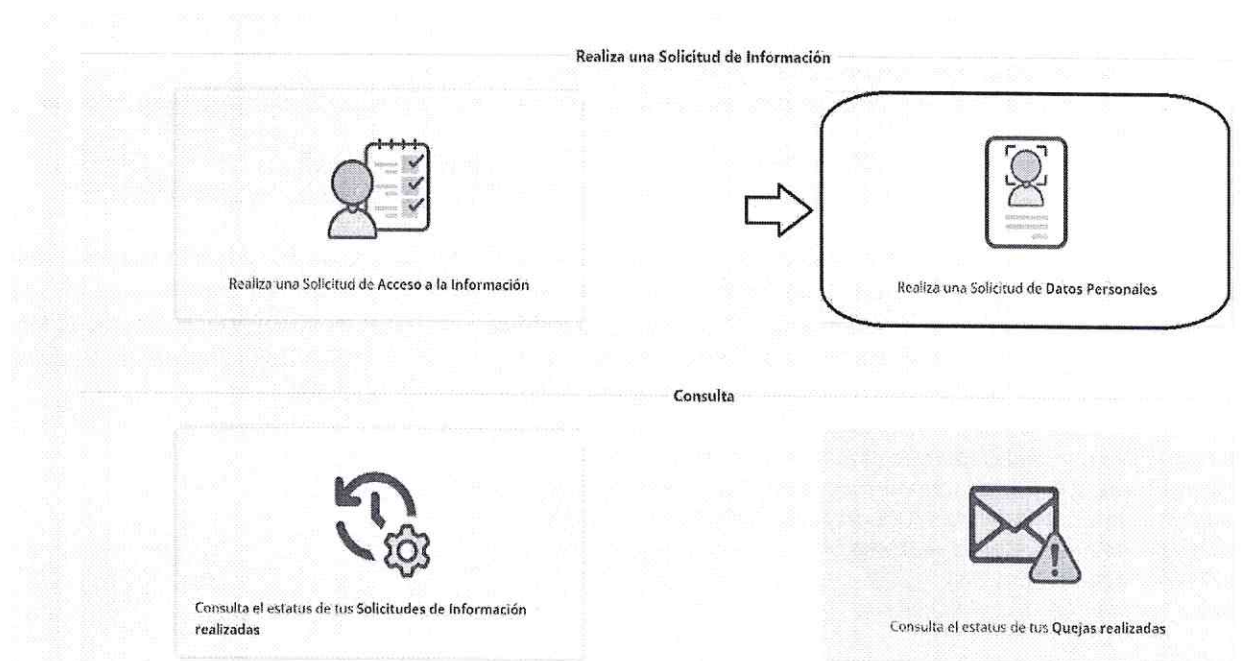 Realiza una Solicitud de Información
Realiza una Solicitud de Acceso a la Información
Realiza una Solicitud de Datos Personales
Consulta
Consulta el estatus de tus Solicitudes de Información
realizadas
Consulta el estatus de tus Quejas realizadas